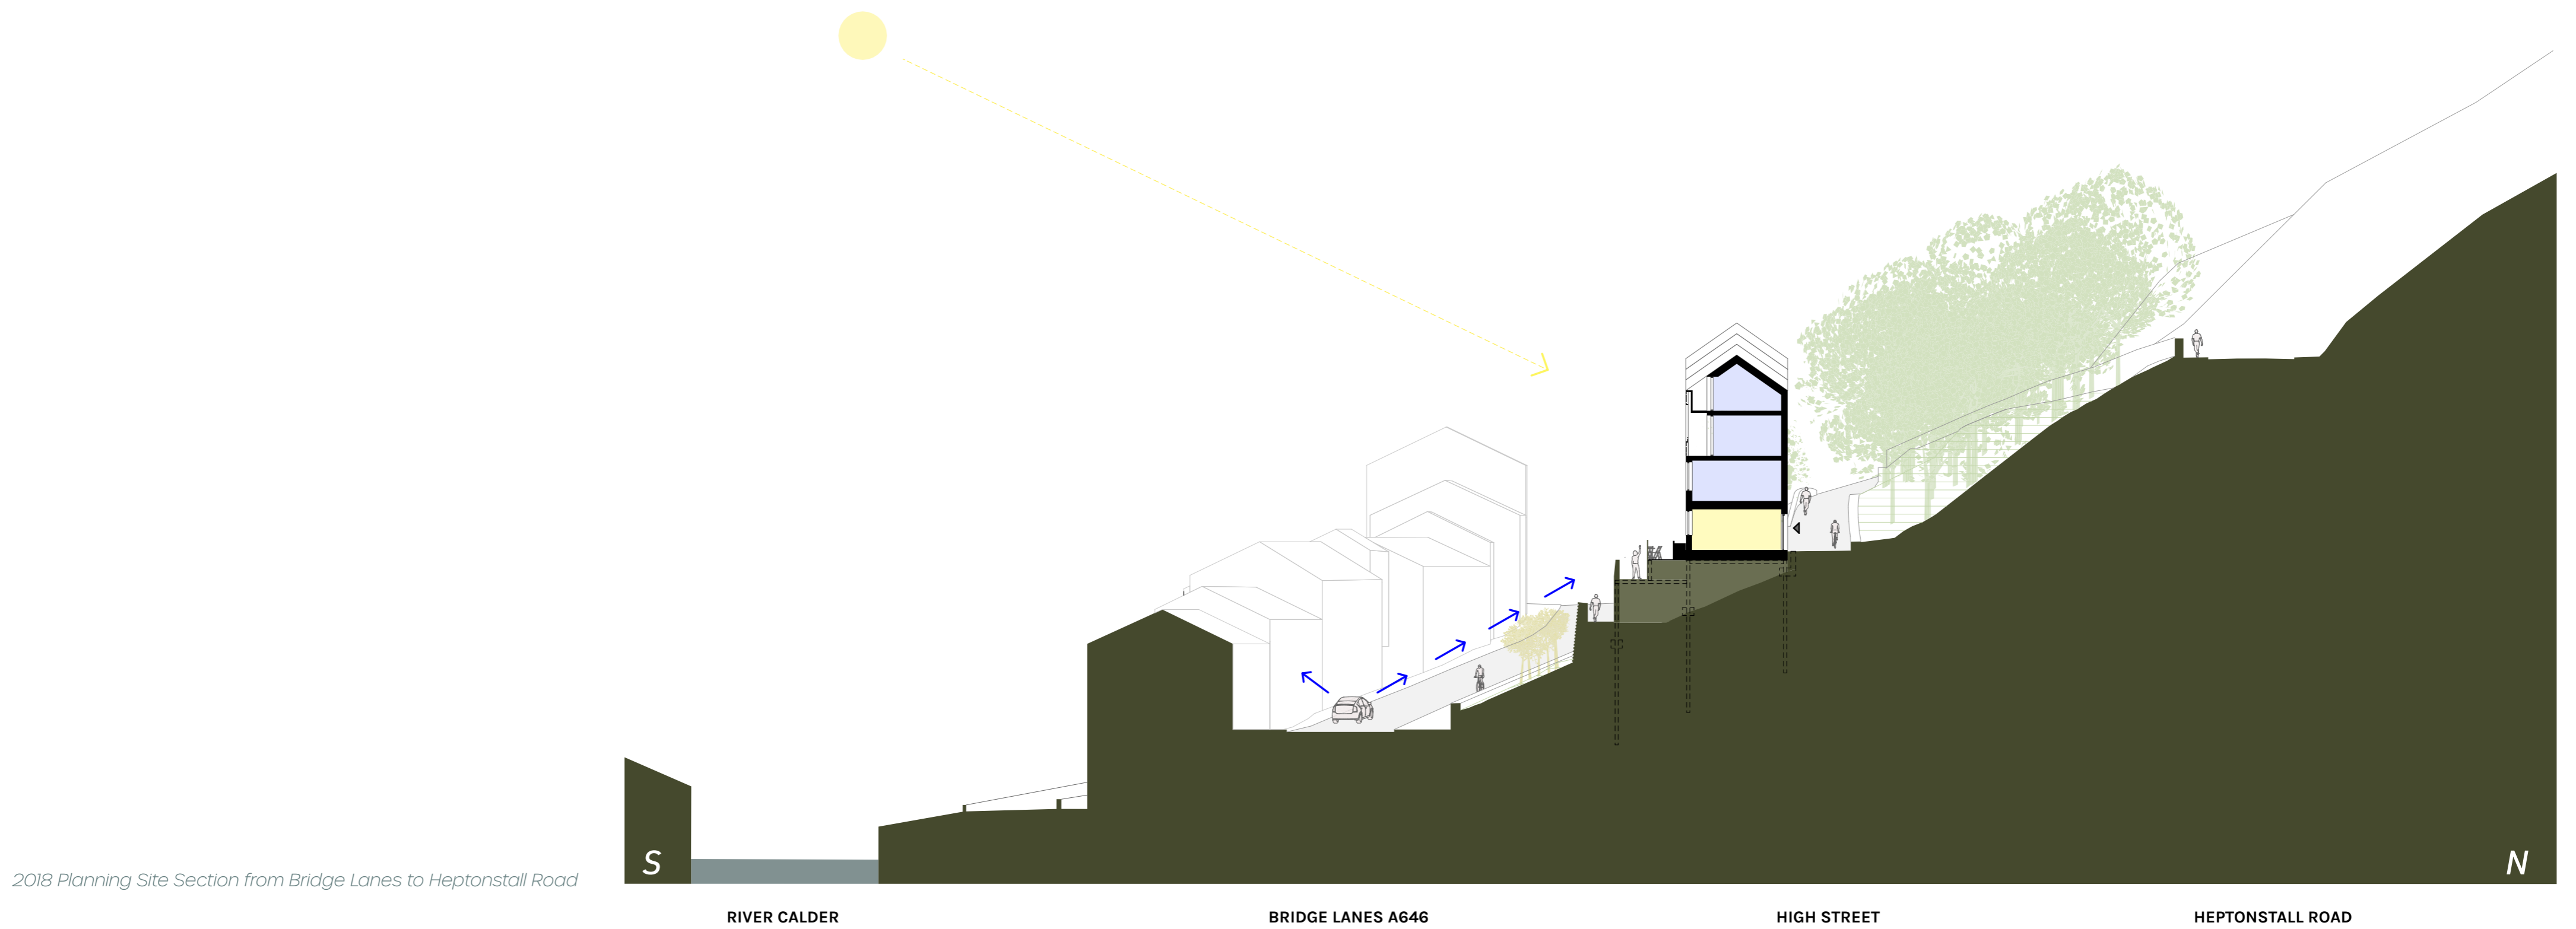 S
N
2018 Planning Site Section from Bridge Lanes to Heptonstall Road
RIVER CALDER
BRIDGE LANES A646
HIGH STREET
HEPTONSTALL ROAD